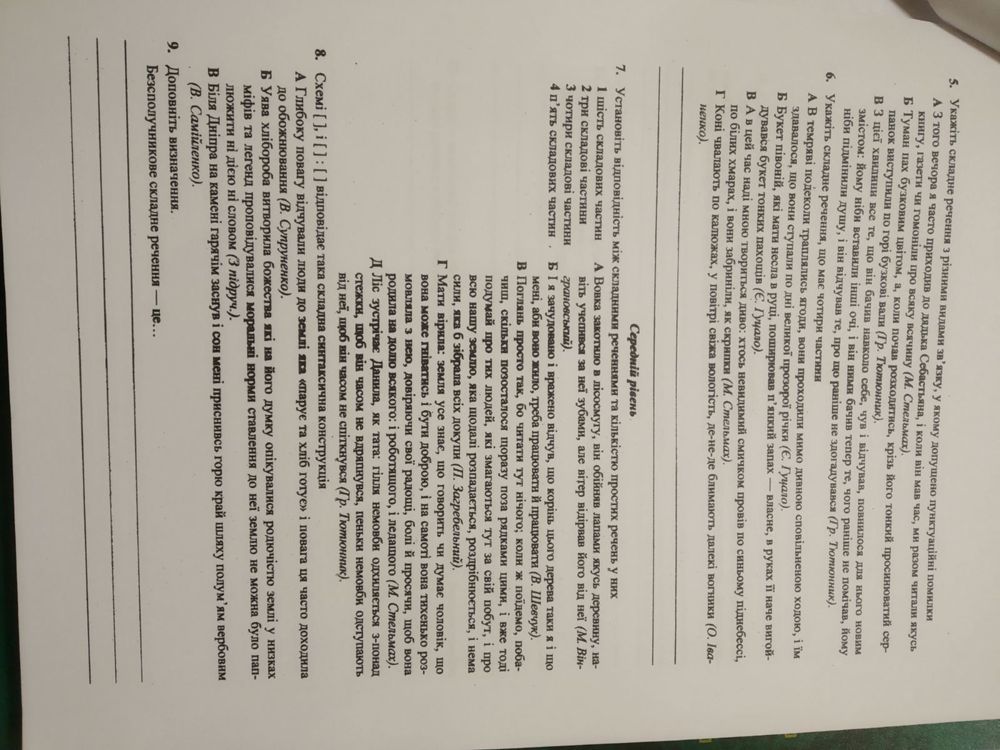 5. Укажіть складне речення з різними видами зв'язку, у якому допущено пунктуаційні помилки
А З того вечора я часто приходив до дядька Себастьяна, і коли він мав час, ми разом читали якусь
книгу, газети чи гомоніли про всяку всячину (М. Стельмах).
Б Туман пах бузковим цвітом, а, коли почав розходитись, крізь його тонкий просинюватий сер-
панок виступили по горі бузкові вали (Гр. Тютюнник).
В З цієї хвилини все те, що він бачив навколо себе, чув і відчував, повнилося для нього новим
змістом: йому ніби вставили інші очі, і він ними бачив тепер те, чого раніше не помічав, йому
ніби підмінили душу, і він відчував те, про що раніше не здогадувався (Гр. Тютюнник).
6. Укажіть складне речення, що має чотири частини
А В темряві подеколи траплялись ягоди, вони проходили мимо дивною сповільненою ходою, і їм
здавалося, що вони ступали по дні великої прозорої річки (Є. Гуцало).
Б Букет півоній, які мати несла в руці, поширював п'янкий запах — власне, в руках її наче вигой-
дувався букет тонких пахощів (Є. Гуцало).
В А в цей час наді мною твориться диво: хтось невидимий смичком провів по синьому піднебессі,
по білих хмарах, і вони забриніли, як скрипки (М. Стельмах).
Г Коні чвалають по калюжах, у повітрі свіжа вологість, де-не-де блимають далекі вогники (О. Іва-
ненко).
Середній рівень
7. Установіть відповідність між складними реченнями та кількістю простих речень у них
1 шість складових частин
2 три складові частини
3 чотири складові частини
4 п'ять складових частин
А Вовка закотило в лісосмугу, він обійняв лапами якусь деревину, на-
віть учепився за неї зубами, але вітер відірвав його від неї (М. Він-
грановський).
Б І я зачудовано і вражено відчув, що корінь цього дерева таки я і що
мені, аби воно жило, треба працювати й працювати (В. Шевчук).
В Поглянь просто так, бо читати тут нічого; коли ж поїдемо, поба-
чиш, скільки позосталося щоразу поза рядками цими, і вже тоді
подумай про тих людей, які змагаються тут за свій побут, і про
всю нашу землю, яка щодалі розпадається, роздрібнюється, і нема
сили, яка б зібрала всіх докупи (П. Загребельний).
Г Мати вірила: земля усе знає, що говорить чи думає чоловік, що
вона може гніватись і бути доброю, і на самоті вона тихенько роз-
мовляла з нею, довіряючи свої радощі, болі й просячи, щоб вона
родила на долю всякого: і роботящого, і ледащого (М. Стельмах).
Д Ліс зустрічає Данила, як тата: гілля немовби одхиляється з-понад
стежки, щоб він часом не вдряпнувся, пеньки немовби одступають
від неї, щоб він часом не спіткнувся (Гр. Тютюнник).
8. Схемі [ ], і [ ] : [ ] відповідає така складна синтаксична конструкція
А Глибоку повагу відчували люди до землі яка «парує та хліб готує» і повага ця часто доходила
до обожнювання (В. Супруненко).
Б Уява хлібороба витворила божества які на його думку опікувалися родючістю землі у низках
міфів та легенд проповідувалися моральні норми ставлення до неї землю не можна було пап-
люжити ні дією ні словом (З підруч.).
В Біля Дніпра на камені гарячім заснув і сон мені приснивсь горю край шляху полум'ям вербовим
(В. Самійленко).
9. Доповніть визначення.
Безсполучникове складне речення — це...